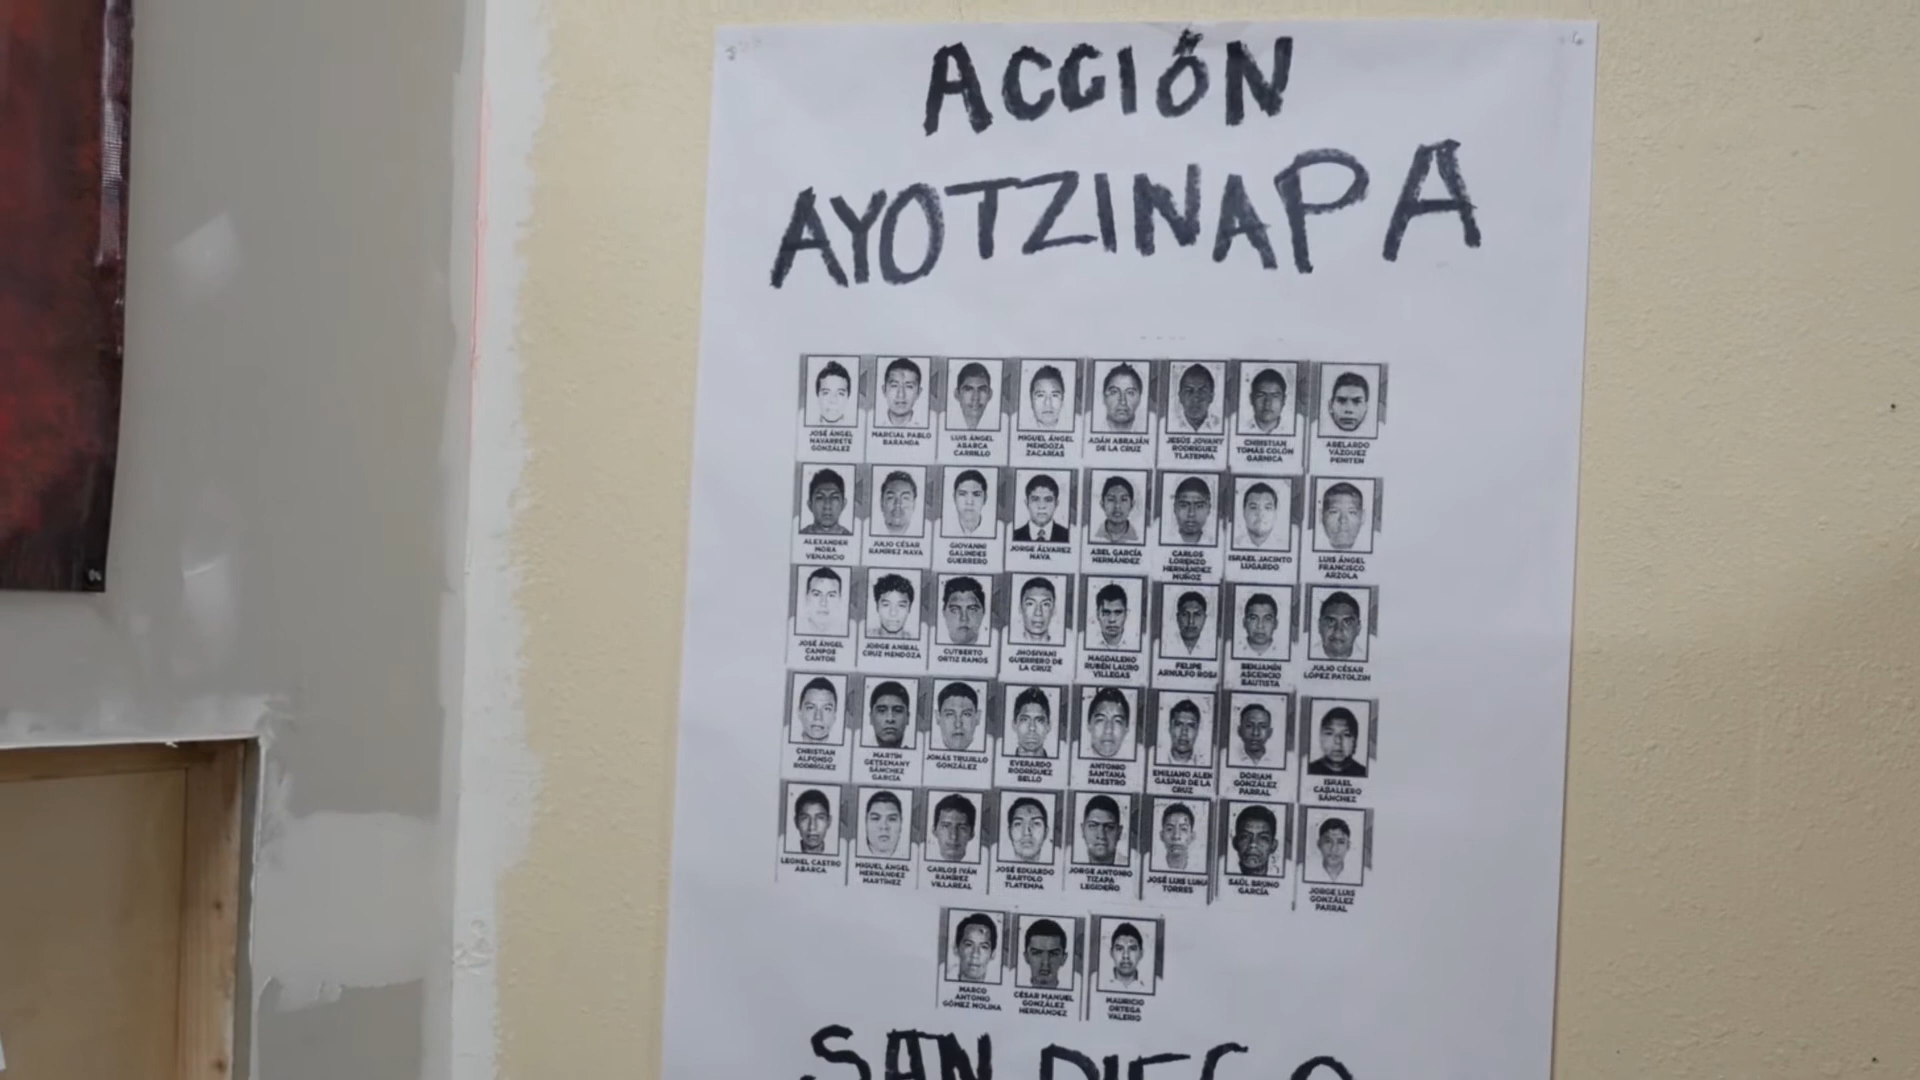 ACCIÓN
AYOTZINAPA
JOSÉ ÁNGEL NAVARRETE GONZÁLEZ
MARCIAL PABLO BARANDA
LUIS ÁNGEL ABARCA CARRILLO
MIGUEL ÁNGEL MENDOZA ZACARÍAS
ADÁN ABRAJÁN DE LA CRUZ
JESÚS JOVANY RODRÍGUEZ TLATEMPA
CHRISTIAN TOMÁS COLÓN GARNICA
ABELARDO VÁZQUEZ PENITEN
ALEXANDER MORA VENANCIO
JULIO CÉSAR RAMÍREZ NAVA
GIOVANNI GALINDES GUERRERO
JORGE ÁLVAREZ NAVA
ABEL GARCÍA HERNÁNDEZ
CARLOS LORENZO HERNÁNDEZ MUÑOZ
ISRAEL JACINTO LUGARDO
LUIS ÁNGEL FRANCISCO ARZOLA
JOSÉ ÁNGEL CAMPOS CANTOR
JORGE ANÍBAL CRUZ MENDOZA
CUTBERTO ORTIZ RAMOS
JHOSIVANI GUERRERO DE LA CRUZ
MAGDALENO RUBÉN LAURO VILLEGAS
FELIPE ARNULFO ROSA
BENJAMÍN ASCENCIO BAUTISTA
JULIO CÉSAR LÓPEZ PATOLZIN
CHRISTIAN ALFONSO RODRÍGUEZ
MARTÍN GETSEMANY SÁNCHEZ GARCÍA
JONÁS TRUJILLO GONZÁLEZ
EVERARDO RODRÍGUEZ BELLO
ANTONIO SANTANA MAESTRO
EMILIANO ALEN GASPAR DE LA CRUZ
DORIAM GONZÁLEZ PARRAL
ISRAEL CABALLERO SÁNCHEZ
LEONEL CASTRO ABARCA
MIGUEL ÁNGEL HERNÁNDEZ MARTÍNEZ
CARLOS IVÁN RAMÍREZ VILLAREAL
JOSÉ EDUARDO BARTOLO TLATEMPA
JORGE ANTONIO TIZAPA LEGIDEÑO
JOSÉ LUIS LUNA TORRES
SAÚL BRUNO GARCÍA
JORGE LUIS GONZÁLEZ PARRAL
MARCO ANTONIO GÓMEZ MOLINA
CÉSAR MANUEL GONZÁLEZ HERNÁNDEZ
MAURICIO ORTEGA VALERIO
SAN DIEGO